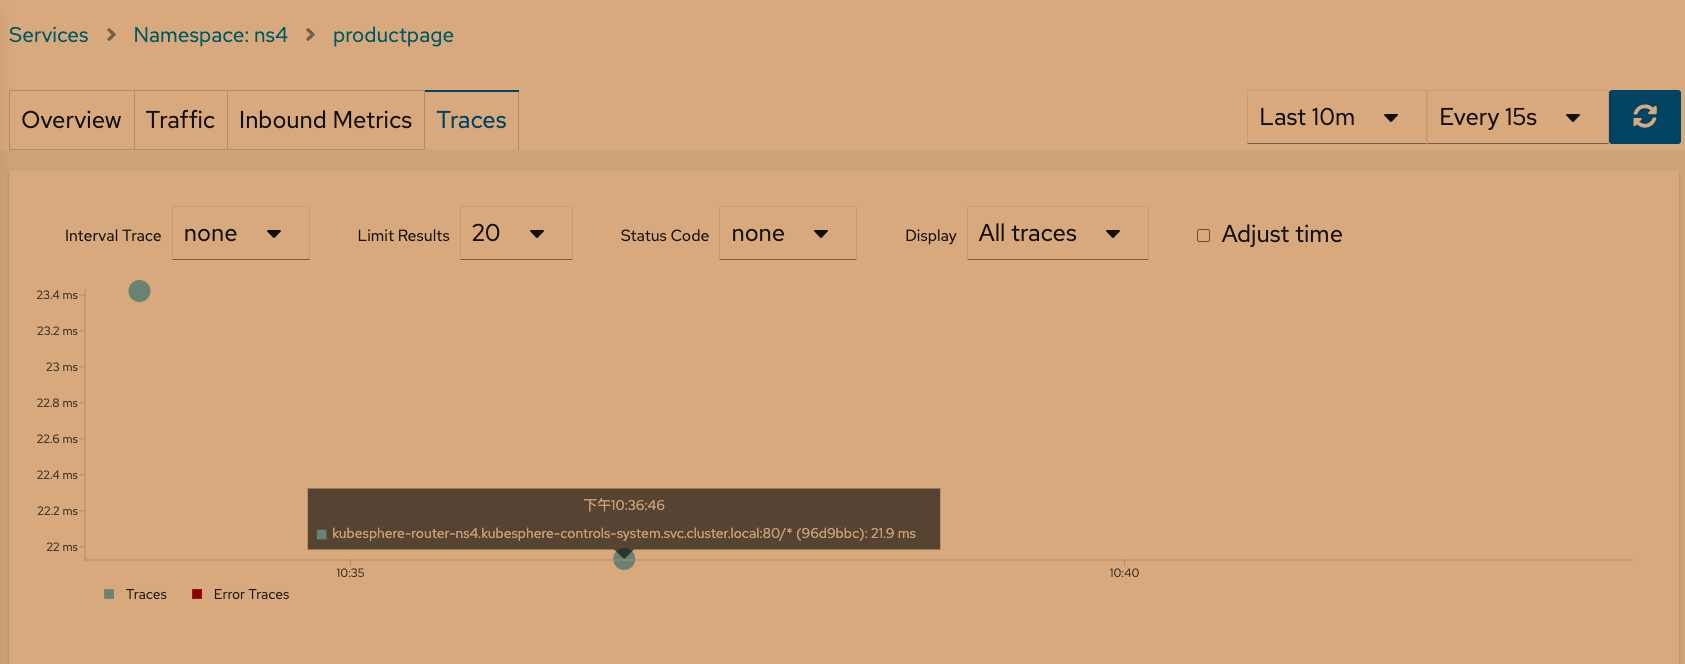 Services > Namespace: ns4 > productpage
Overview Traffic Inbound Metrics Traces Last 10m Every 15s
Interval Trace none Limit Results 20 Status Code none Display All traces Adjust time
23.4 ms
23.2 ms
23 ms
22.8 ms
22.6 ms
22.4 ms
22.2 ms
22 ms
下午10:36:46
kubesphere-router-ns4.kubesphere-controls-system.svc.cluster.local:80/* (96d9bbc): 21.9 ms
10:35 10:40
Traces Error Traces